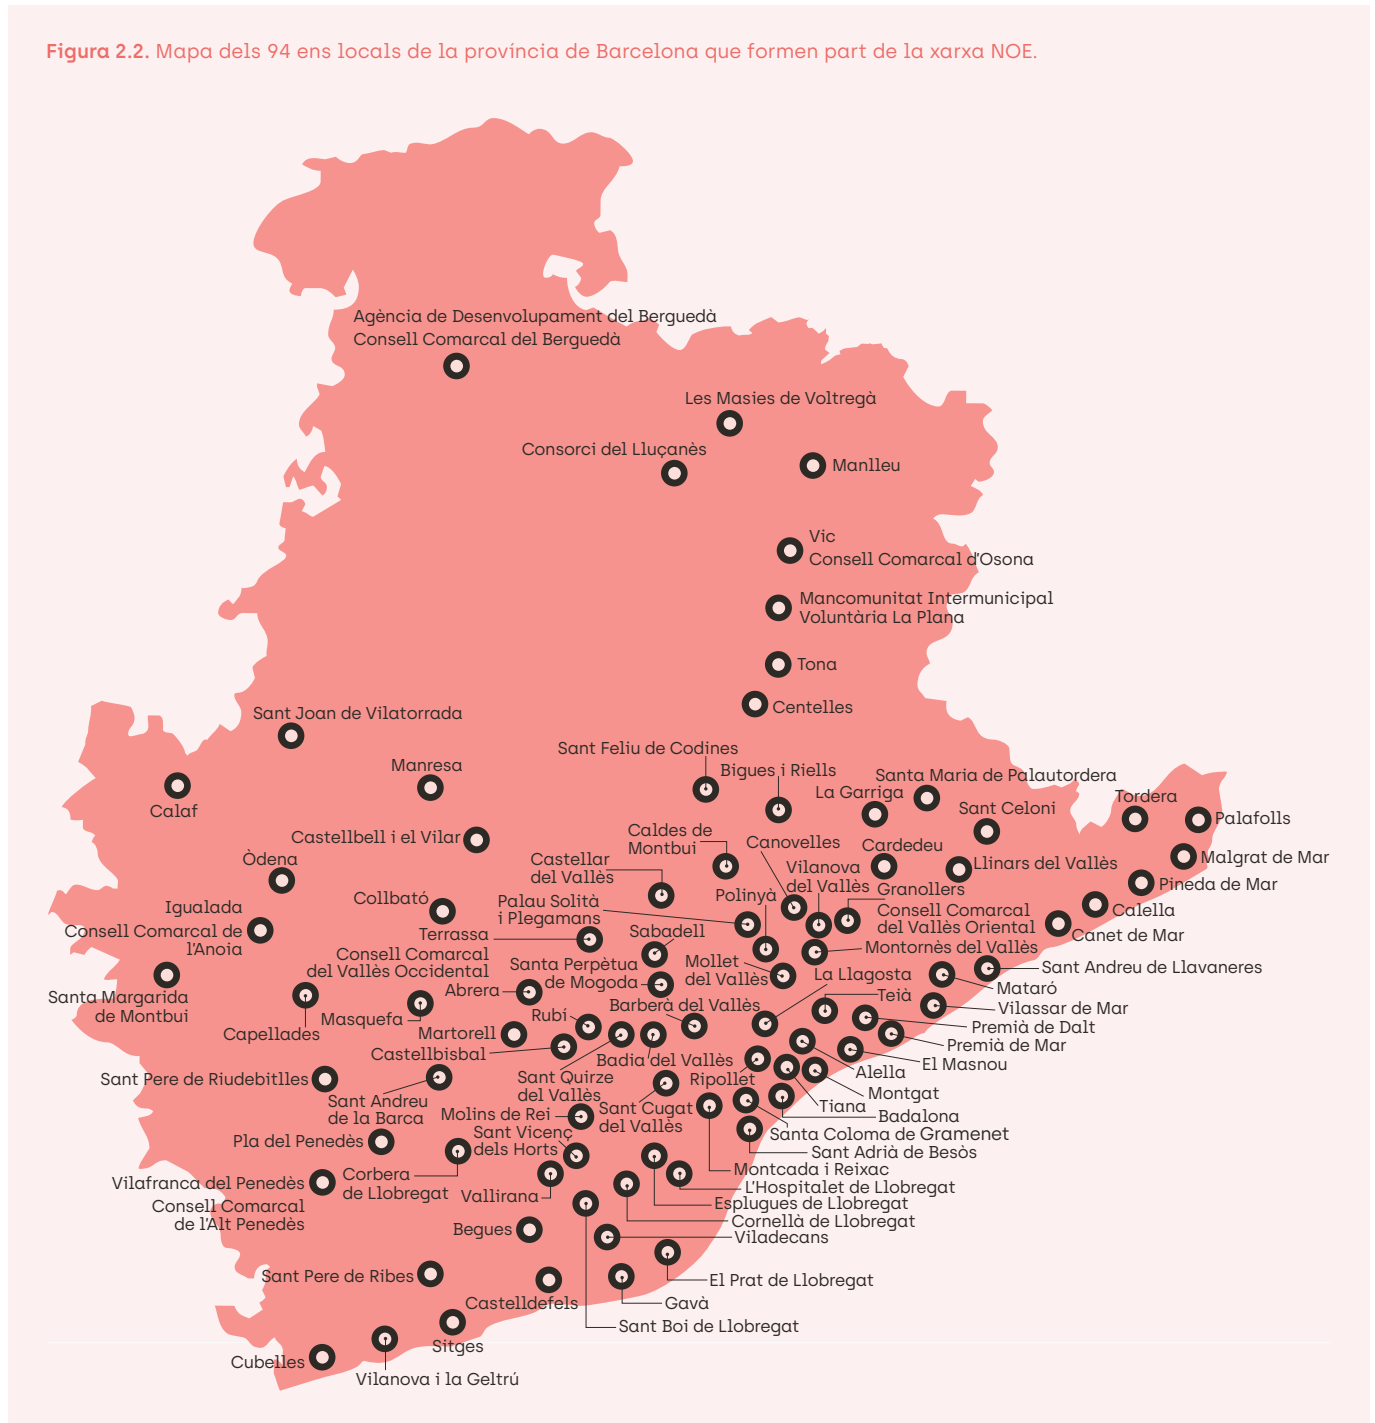 Figura 2.2. Mapa dels 94 ens locals de la província de Barcelona que formen part de la xarxa NOE.
Agència de Desenvolupament del Berguedà
Consell Comarcal del Berguedà
Les Masies de Voltregà
Consorci del Lluçanès
Manlleu
Vic
Consell Comarcal d'Osona
Mancomunitat Intermunicipal
Voluntària La Plana
Tona
Centelles
Sant Joan de Vilatorrada
Sant Feliu de Codines
Manresa
Bigues i Riells
Santa Maria de Palautordera
La Garriga
Tordera
Calaf
Sant Celoni
Palafolls
Castellbell i el Vilar
Caldes de
Montbui
Canovelles
Cardedeu
Òdena
Castellar
del Vallès
Vilanova
del Vallès
Llinars del Vallès
Malgrat de Mar
Pineda de Mar
Collbató
Palau Solità
i Plegamans
Polinyà
Granollers
Consell Comarcal
del Vallès Oriental
Calella
Igualada
Consell Comarcal de
l'Anoia
Terrassa
Sabadell
Canet de Mar
Montornès del Vallès
Consell Comarcal
del Vallès Occidental
Santa Perpètua
de Mogoda
Mollet
del Vallès
La Llagosta
Sant Andreu de Llavaneres
Mataró
Santa Margarida
de Montbui
Abrera
Teià
Barberà del Vallès
Vilassar de Mar
Masquefa
Rubí
Capellades
Martorell
Premià de Dalt
Premià de Mar
Castellbisbal
Badia del Vallès
El Masnou
Alella
Sant Pere de Riudebitlles
Sant Quirze
del Vallès
Ripollet
Montgat
Sant Andreu
de la Barca
Molins de Rei
Sant Cugat
del Vallès
Tiana
Badalona
Santa Coloma de Gramenet
Pla del Penedès
Sant Vicenç
dels Horts
Sant Adrià de Besòs
Montcada i Reixac
Vilafranca del Penedès
Consell Comarcal
de l'Alt Penedès
Corbera
de Llobregat
Vallirana
L'Hospitalet de Llobregat
Esplugues de Llobregat
Cornellà de Llobregat
Begues
Viladecans
Sant Pere de Ribes
El Prat de Llobregat
Castelldefels
Gavà
Sant Boi de Llobregat
Sitges
Cubelles
Vilanova i la Geltrú